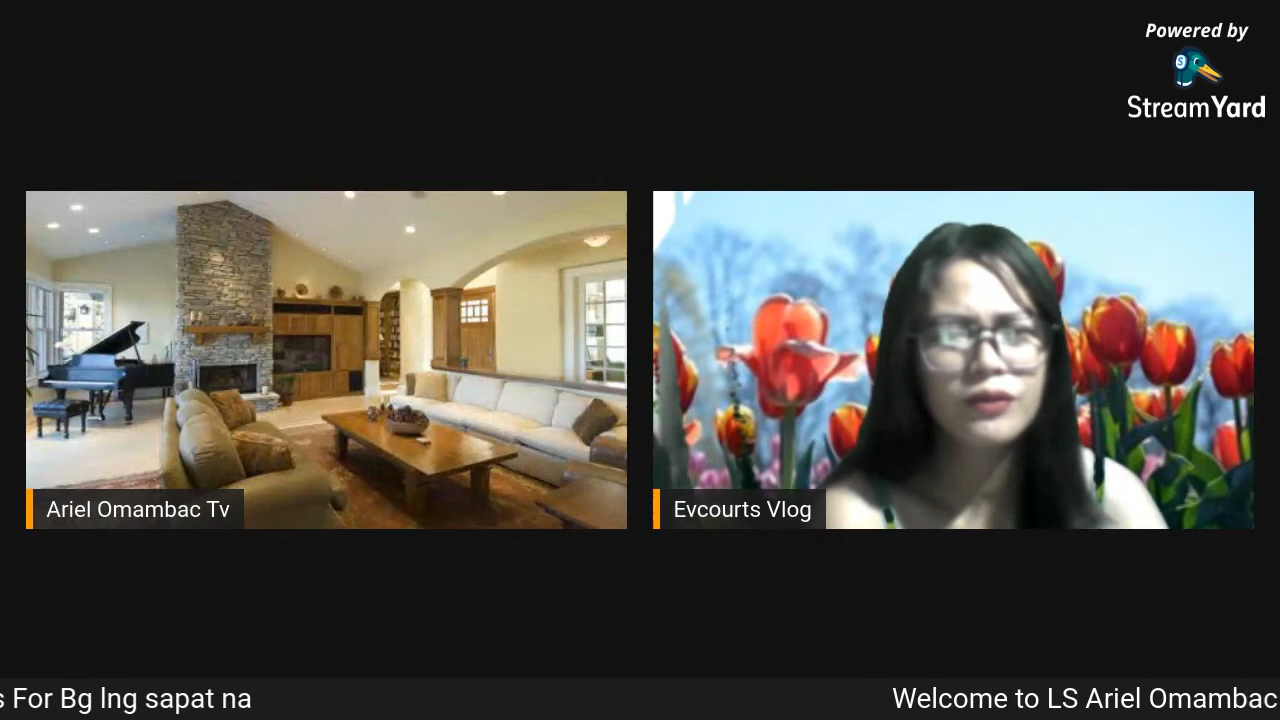 Powered by
StreamYard
Ariel Omambac Tv
Evcourts Vlog
s For Bg lng sapat na
Welcome to LS Ariel Omambac